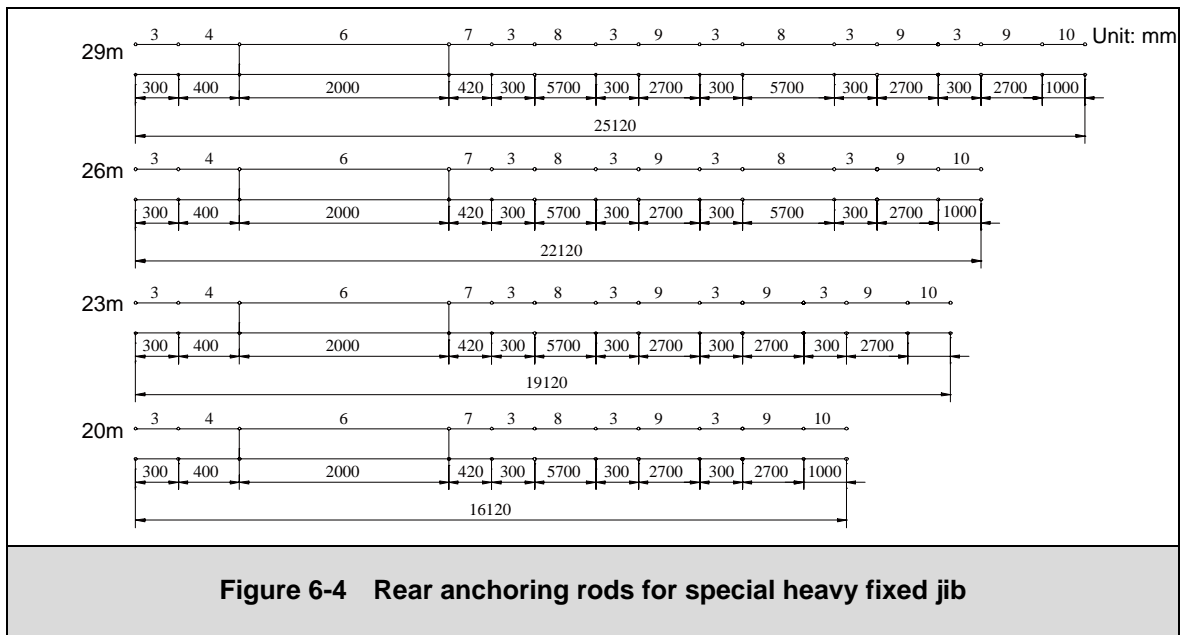 3 4 6 7 3 8 3 9 3 8 3 9 3 9 10 Unit: mm
29m
300 400 2000 420 300 5700 300 2700 300 5700 300 2700 300 2700 1000
25120
3 4 6 7 3 8 3 9 3 8 3 9 10
26m
300 400 2000 420 300 5700 300 2700 300 5700 300 2700 1000
22120
3 4 6 7 3 8 3 9 3 9 3 9 10
23m
300 400 2000 420 300 5700 300 2700 300 2700 300 2700
19120
3 4 6 7 3 8 3 9 3 9 10
20m
300 400 2000 420 300 5700 300 2700 300 2700 1000
16120
Figure 6-4 Rear anchoring rods for special heavy fixed jib